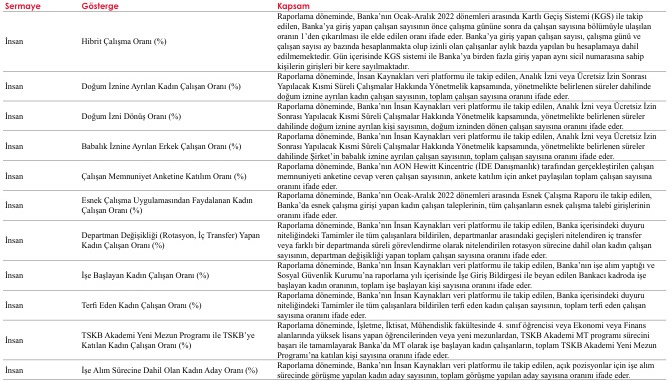 Sermaye Gösterge Kapsam
Raporlama döneminde, Banka'nın Ocak-Aralık 2022 dönemleri arasında Kartlı Geçiş Sistemi (KGS) ile takip
edilen, Banka'ya giriş yapan çalışan sayısının önce çalışma gününe sonra da çalışan sayısına bölümüyle ulaşılan
oranın 1'den çıkarılması ile elde edilen oranı ifade eder. Banka'ya giriş yapan çalışan sayısı, çalışma günü ve
İnsan Hibrit Çalışma Oranı (%)
çalışan sayısı ay bazında hesaplanmakta olup izinli olan çalışanlar aylık bazda yapılan bu hesaplamaya dahil
edilmemektedir. Gün içerisinde KGS sistemi ile Banka'ya birden fazla giriş yapan aynı sicil numarasına sahip
kişilerin girişleri bir kere sayılmaktadır.
Raporlama döneminde, İnsan Kaynakları veri platformu ile takip edilen, Analık İzni veya Ücretsiz İzin Sonrası
İnsan Doğum İznine Ayrılan Kadın Çalışan Oranı (%) Yapılacak Kısmi Süreli Çalışmalar Hakkında Yönetmelik kapsamında, yönetmelikte belirlenen süreler dahilinde
doğum iznine ayrılan kadın çalışan sayısının, toplam çalışan sayısına oranını ifade eder.
Raporlama döneminde, Banka'nın İnsan Kaynakları veri platformu ile takip edilen, Analık İzni veya Ücretsiz İzin
İnsan Doğum İzni Dönüş Oranı (%) Sonrası Yapılacak Kısmi Süreli Çalışmalar Hakkında Yönetmelik kapsamında, yönetmelikte belirlenen süreler
dahilinde doğum iznine ayrılan kişi sayısının, doğum izninden dönen çalışan sayısına oranını ifade eder.
Raporlama döneminde, Banka'nın İnsan Kaynakları veri platformu ile takip edilen, Analık İzni veya Ücretsiz İzin
İnsan Babalık İznine Ayrılan Erkek Çalışan Oranı (%) Sonrası Yapılacak Kısmi Süreli Çalışmalar Hakkında Yönetmelik kapsamında, yönetmelikte belirlenen süreler
dahilinde Şirket'in babalık iznine ayrılan çalışan sayısının, toplam çalışan sayısına oranını ifade eder.
Raporlama döneminde, Banka'nın AON Hewitt Kincentric (İDE Danışmanlık) tarafından gerçekleştirilen çalışan
İnsan Çalışan Memnuniyet Anketine Katılım Oranı (%) memnuniyeti anketine cevap veren çalışan sayısının, ankete katılım için anket paylaşılan toplam çalışan sayısına
oranını ifade eder.
Raporlama döneminde, Banka'nın Ocak-Aralık 2022 dönemleri arasında Esnek Çalışma Raporu ile takip edilen,
İnsan Esnek Çalışma Uygulamasından Faydalanan Kadın
Çalışan Oranı (%)
Banka'da esnek çalışma girişi yapan kadın çalışan taleplerinin, tüm çalışanların esnek çalışma talebi girişlerinin
oranını ifade eder.
Raporlama döneminde, Banka'nın İnsan Kaynakları veri platformu ile takip edilen, Banka içerisindeki duyuru
niteliğindeki Tamimler ile tüm çalışanlara bildirilen, departmanlar arasındaki geçişleri nitelendiren iç transfer
İnsan Departman Değişikliği (Rotasyon, İç Transfer) Yapan
Kadın Çalışan Oranı (%)
veya farklı bir departmanda süreli görevlendirme olarak nitelendirilen rotasyon sürecine dahil olan kadın çalışan
sayısının, departman değişikliği yapan toplam çalışan sayısına oranını ifade eder.
Raporlama döneminde, Banka'nın İnsan Kaynakları veri platformu ile takip edilen, Banka'nın işe alım yaptığı ve
İnsan İşe Başlayan Kadın Çalışan Oranı (%) Sosyal Güvenlik Kurumu'na raporlama yılı içerisinde İşe Giriş Bildirgesi ile beyan edilen Bankacı kadroda kadın
çalışan sayısının, toplam işe başlayan kişi sayısına oranını ifade eder.
Raporlama döneminde, Banka'nın İnsan Kaynakları veri platformu ile takip edilen, Banka içerisindeki duyuru
İnsan Terfi Eden Kadın Çalışan Oranı (%) niteliğindeki Tamimler ile tüm çalışanlara bildirilen terfi eden kadın çalışan sayısının, toplam terfi eden çalışan
sayısına oranını ifade eder.
Raporlama döneminde, İşletme, İktisat, Mühendislik fakültesinde 4. sınıf öğrencisi veya Ekonomi veya Finans
İnsan TSKB Akademi Yeni Mezun Programı ile TSKB'ye
Katılan Kadın Çalışan Oranı (%)
alanlarında yüksek lisans yapan öğrencilerinden veya yeni mezunlardan, TSKB Akademi MT programı sürecini
başarı ile tamamlayarak Banka'da MT olarak işe başlayan kadın çalışanların, toplam TSKB Akademi Yeni Mezun
Programı'na katılan kişi sayısına oranını ifade eder.
Raporlama döneminde, Banka'nın İnsan Kaynakları veri platformu ile takip edilen, açık pozisyonlar için işe alım
İnsan İşe Alım Sürecine Dahil Olan Kadın Aday Oranı (%)
sürecinde görüşme yapılan kadın aday sayısının, toplam görüşme yapılan aday sayısına oranını ifade eder.